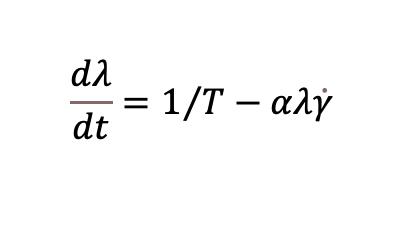 dλ/dt = 1/T − αλγ̇